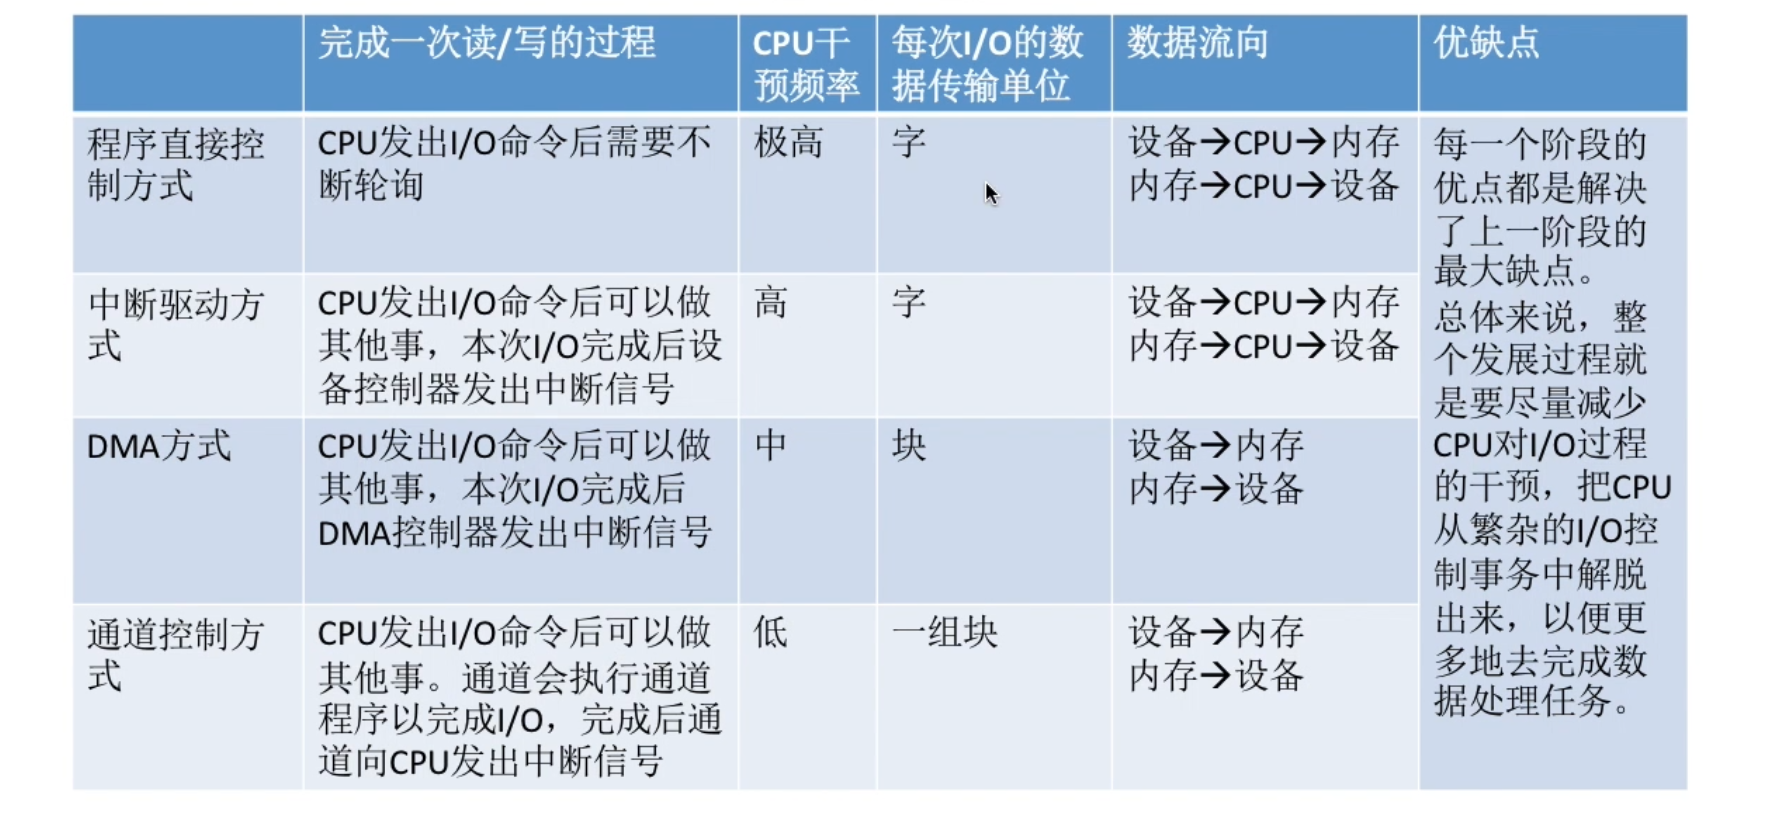 完成一次读/写的过程
CPU干
预频率
每次I/O的数
据传输单位
数据流向
优缺点
程序直接控
制方式
CPU发出I/O命令后需要不
断轮询
极高
字
设备→CPU→内存
内存→CPU→设备
每一个阶段的
优点都是解决
了上一阶段的
最大缺点。
总体来说，整
个发展过程就
是要尽量减少
CPU对I/O过程
的干预，把CPU
从繁杂的I/O控
制事务中解脱
出来，以便更
多地去完成数
据处理任务。
中断驱动方
式
CPU发出I/O命令后可以做
其他事，本次I/O完成后设
备控制器发出中断信号
高
字
设备→CPU→内存
内存→CPU→设备
DMA方式
CPU发出I/O命令后可以做
其他事，本次I/O完成后
DMA控制器发出中断信号
中
块
设备→内存
内存→设备
通道控制方
式
CPU发出I/O命令后可以做
其他事。通道会执行通道
程序以完成I/O，完成后通
道向CPU发出中断信号
低
一组块
设备→内存
内存→设备